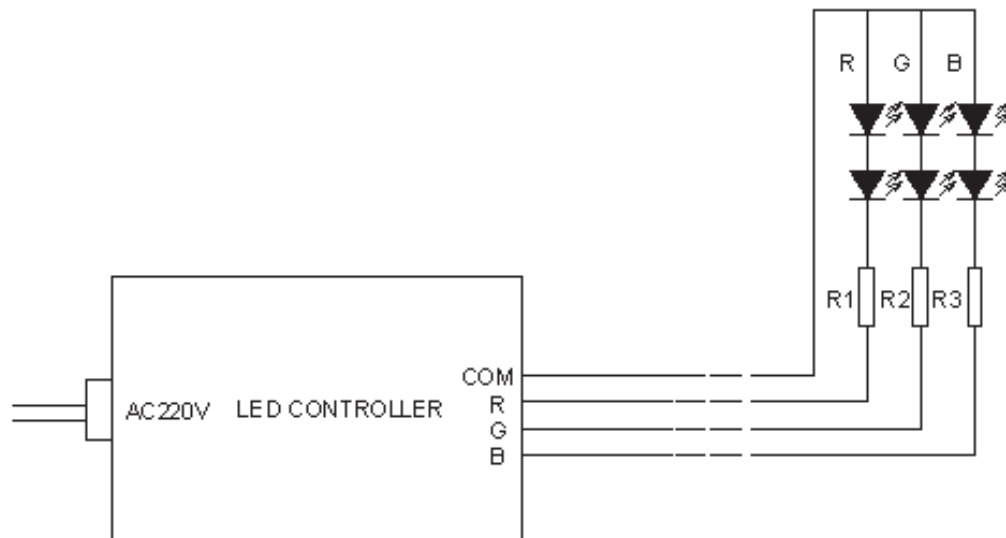 R G B
R1 R2 R3
COM
AC220V LED CONTROLLER R
G
B